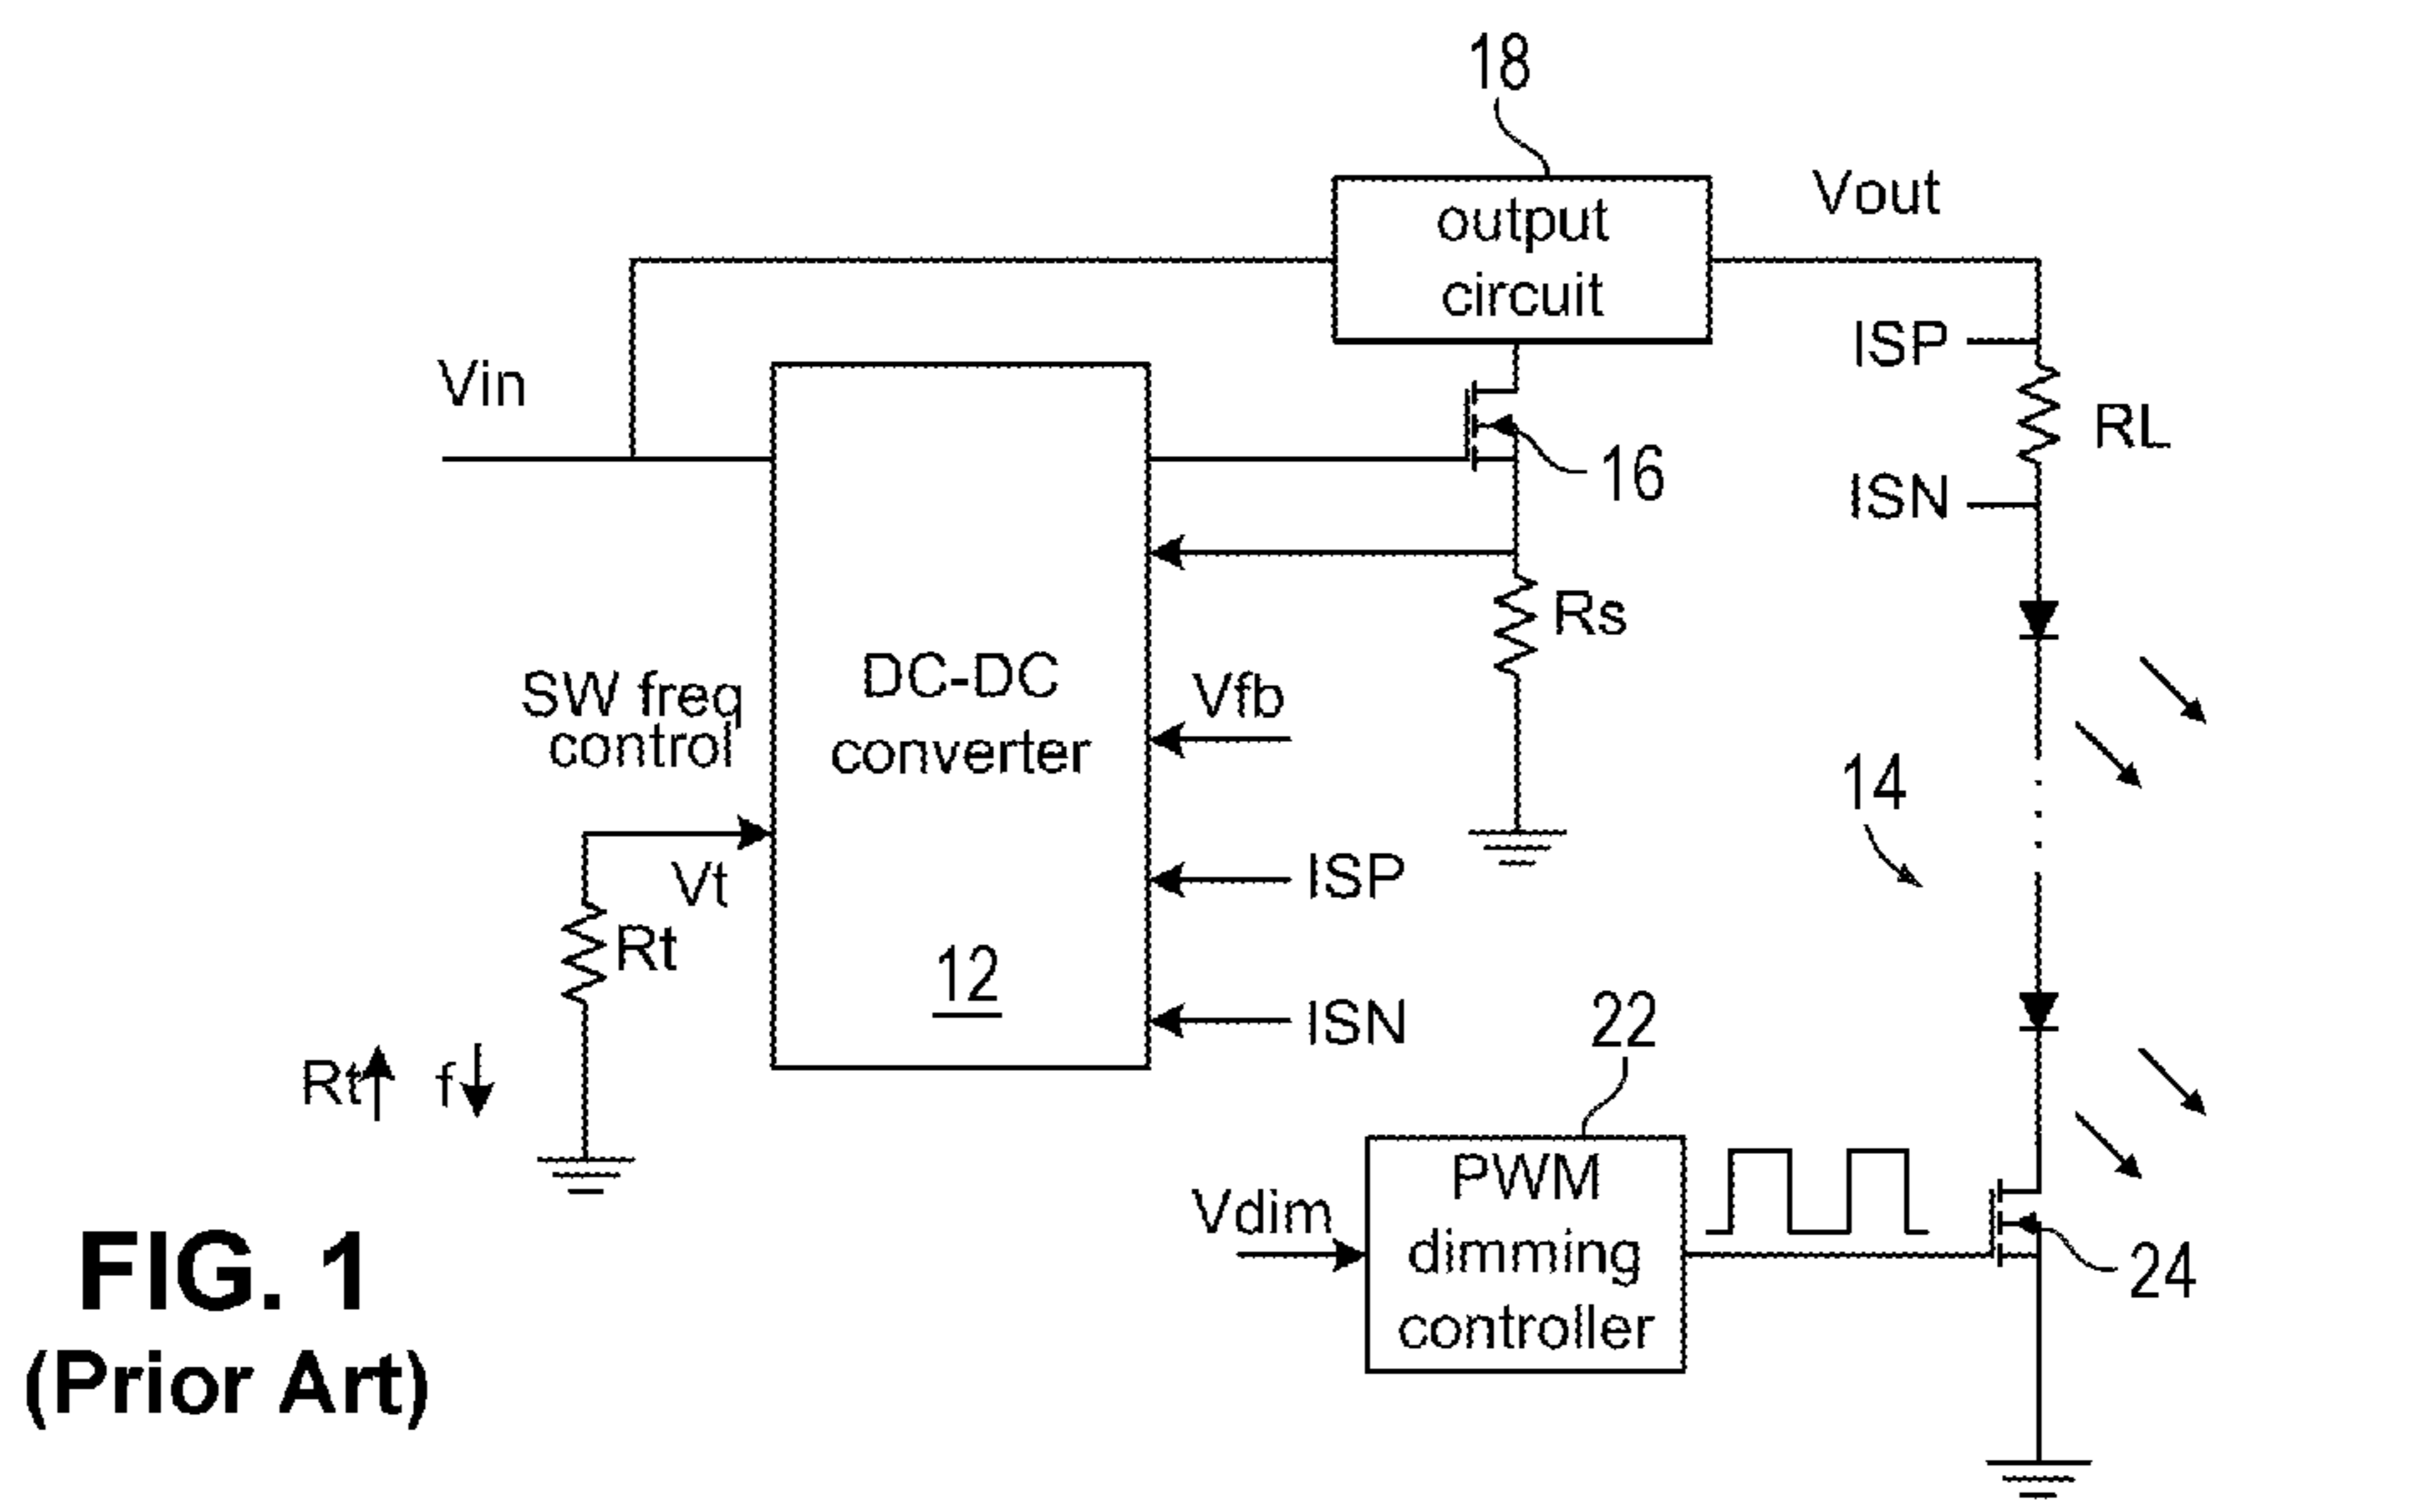 18
output
circuit
Vout
Vin
ISP
RL
ISN
16
Rs
DC-DC
converter
12
SW freq
control
Vfb
Vt
Rt
ISP
ISN
14
Rt f
22
PWM
dimming
controller
Vdim
24
FIG. 1
(Prior Art)